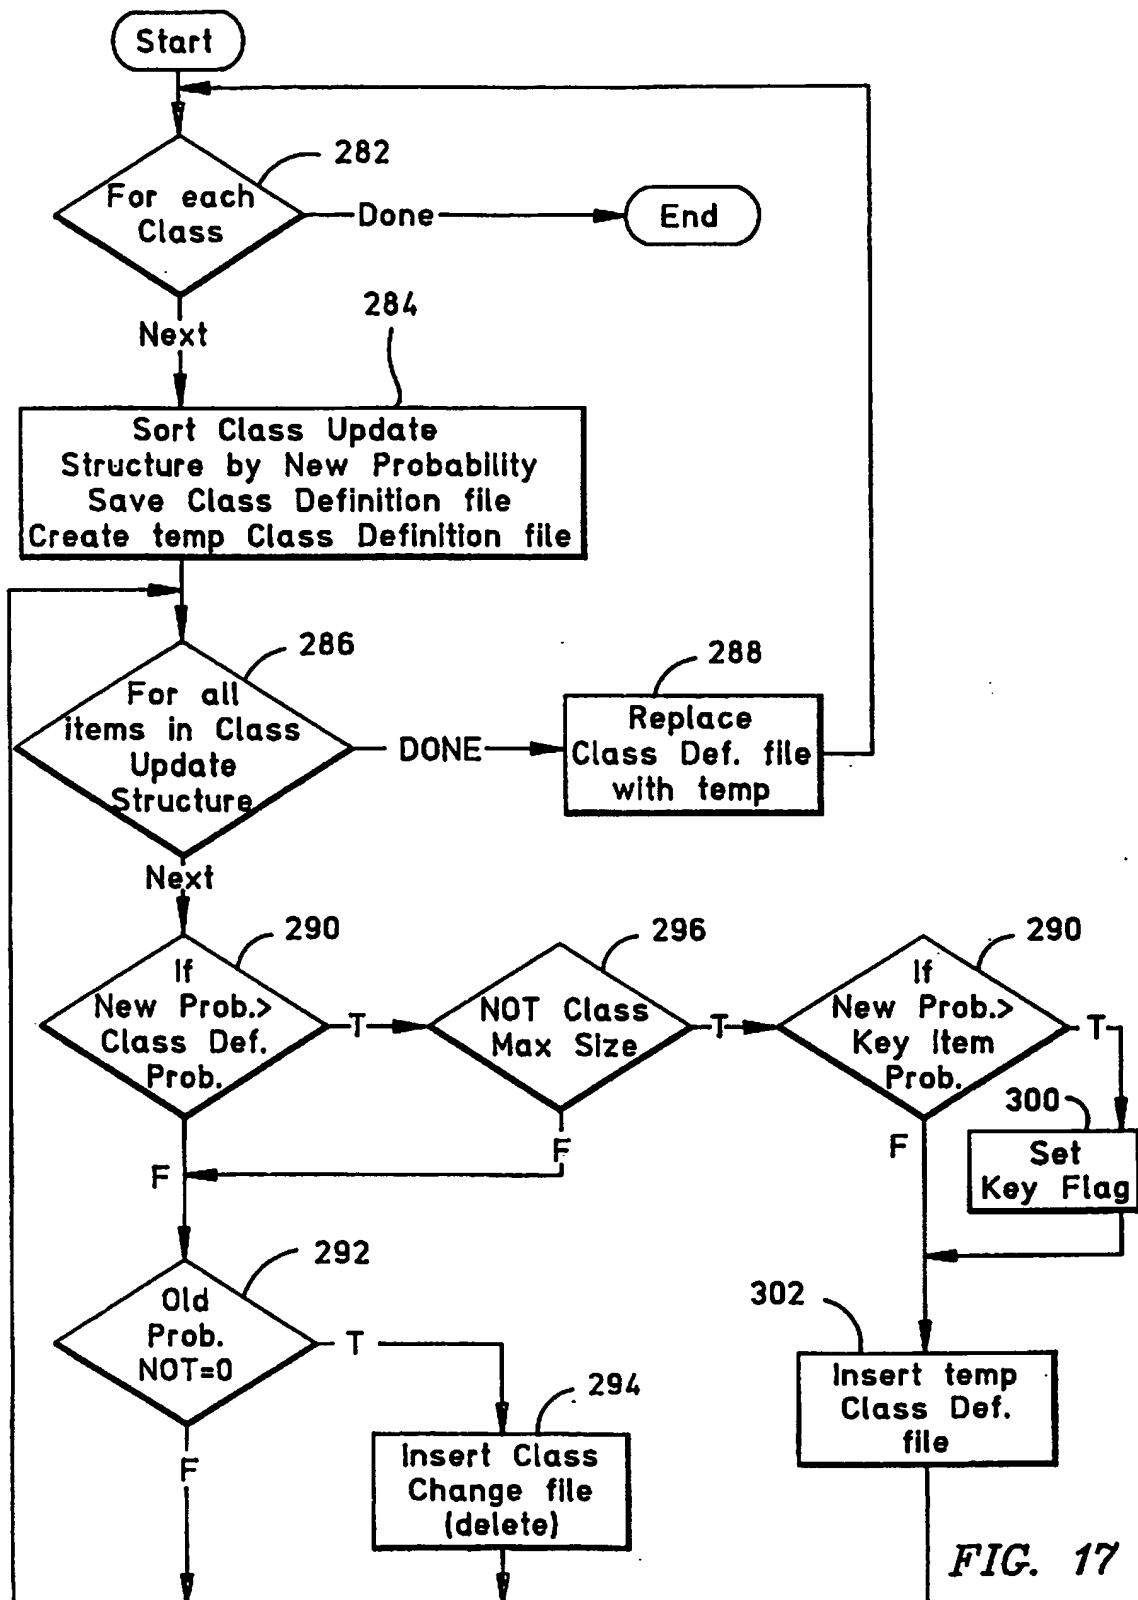 Start
282
For each
Class
Done
End
Next
284
Sort Class Update
Structure by New Probability
Save Class Definition file
Create temp Class Definition file
286
For all
items in Class
Update
Structure
DONE
288
Replace
Class Def. file
with temp
Next
290
If
New Prob.>
Class Def.
Prob.
T
296
NOT Class
Max Size
T
290
If
New Prob.>
Key Item
Prob.
T
F
F
F
300
Set
Key Flag
292
Old
Prob.
NOT=0
T
F
294
Insert Class
Change file
(delete)
302
Insert temp
Class Def.
file
FIG. 17